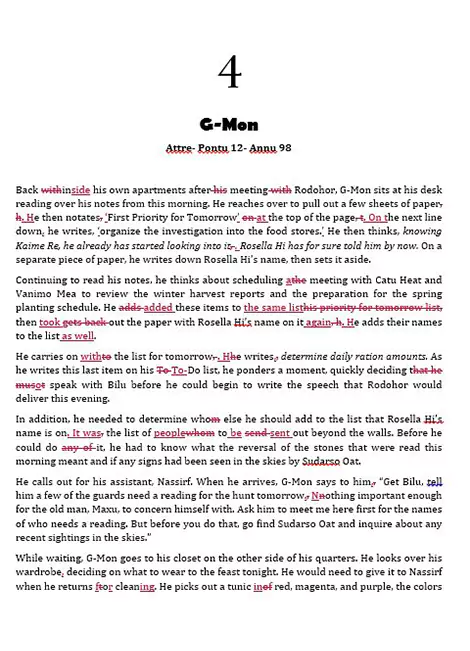 4
G-Mon
Attre- Pontu 12- Annu 98
Back withinside his own apartments after his meeting with Rodohor, G-Mon sits at his desk
reading over his notes from this morning. He reaches over to pull out a few sheets of paper,
h. He then notates, 'First Priority for Tomorrow' on at the top of the page, t. On the next line
down, he writes, 'organize the investigation into the food stores.' He then thinks, knowing
Kaime Re, he already has started looking into it-. Rosella Hi has for sure told him by now. On a
separate piece of paper, he writes down Rosella Hi's name, then sets it aside.
Continuing to read his notes, he thinks about scheduling athe meeting with Catu Heat and
Vanimo Mea to review the winter harvest reports and the preparation for the spring
planting schedule. He adds added these items to the same listhis priority for tomorrow list,
then took gets back out the paper with Rosella Hi's name on it again, h. He adds their names
to the list as well.
He carries on withto the list for tomorrow,. Hhe writes,: determine daily ration amounts. As
he writes this last item on his To To-Do list, he ponders a moment, quickly deciding that he
musot speak with Bilu before he could begin to write the speech that Rodohor would
deliver this evening.
In addition, he needed to determine whom else he should add to the list that Rosella Hi's
name is on. It was, the list of peoplewhom to be send sent out beyond the walls. Before he
could do any of it, he had to know what the reversal of the stones that were read this
morning meant and if any signs had been seen in the skies by Sudarso Oat.
He calls out for his assistant, Nassirf. When he arrives, G-Mon says to him., "Get Bilu, tell
him a few of the guards need a reading for the hunt tomorrow., Nnothing important enough
for the old man, Maxu, to concern himself with. Ask him to meet me here first for the names
of who needs a reading. But before you do that, go find Sudarso Oat and inquire about any
recent sightings in the skies."
While waiting, G-Mon goes to his closet on the other side of his quarters. He looks over his
wardrobe, deciding on what to wear to the feast tonight. He would need to give it to Nassirf
when he returns ftor cleaning. He picks out a tunic inof red, magenta, and purple, the colors